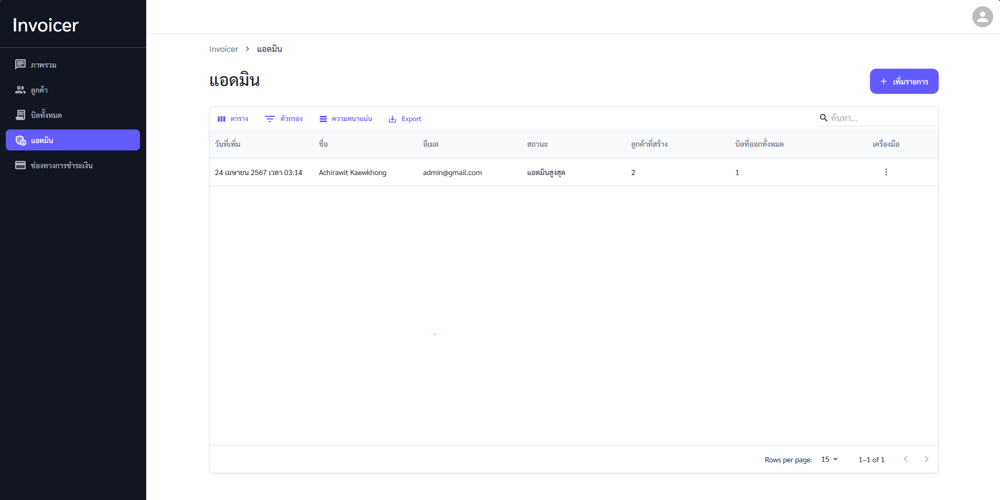 Invoicer
ภาพรวม
ลูกค้า
บิลทั้งหมด
แอดมิน
ช่องทางการชำระเงิน
Invoicer > แอดมิน
แอดมิน
+ เพิ่มรายการ
ตาราง ตัวกรอง ความหนาแน่น Export ค้นหา...
วันที่เพิ่ม ชื่อ อีเมล สถานะ ลูกค้าที่สร้าง บิลที่ออกทั้งหมด เครื่องมือ
24 เมษายน 2567 เวลา 03:14 Achirawit Kaewkhong admin@gmail.com แอดมินสูงสุด 2 1
Rows per page: 15 1–1 of 1